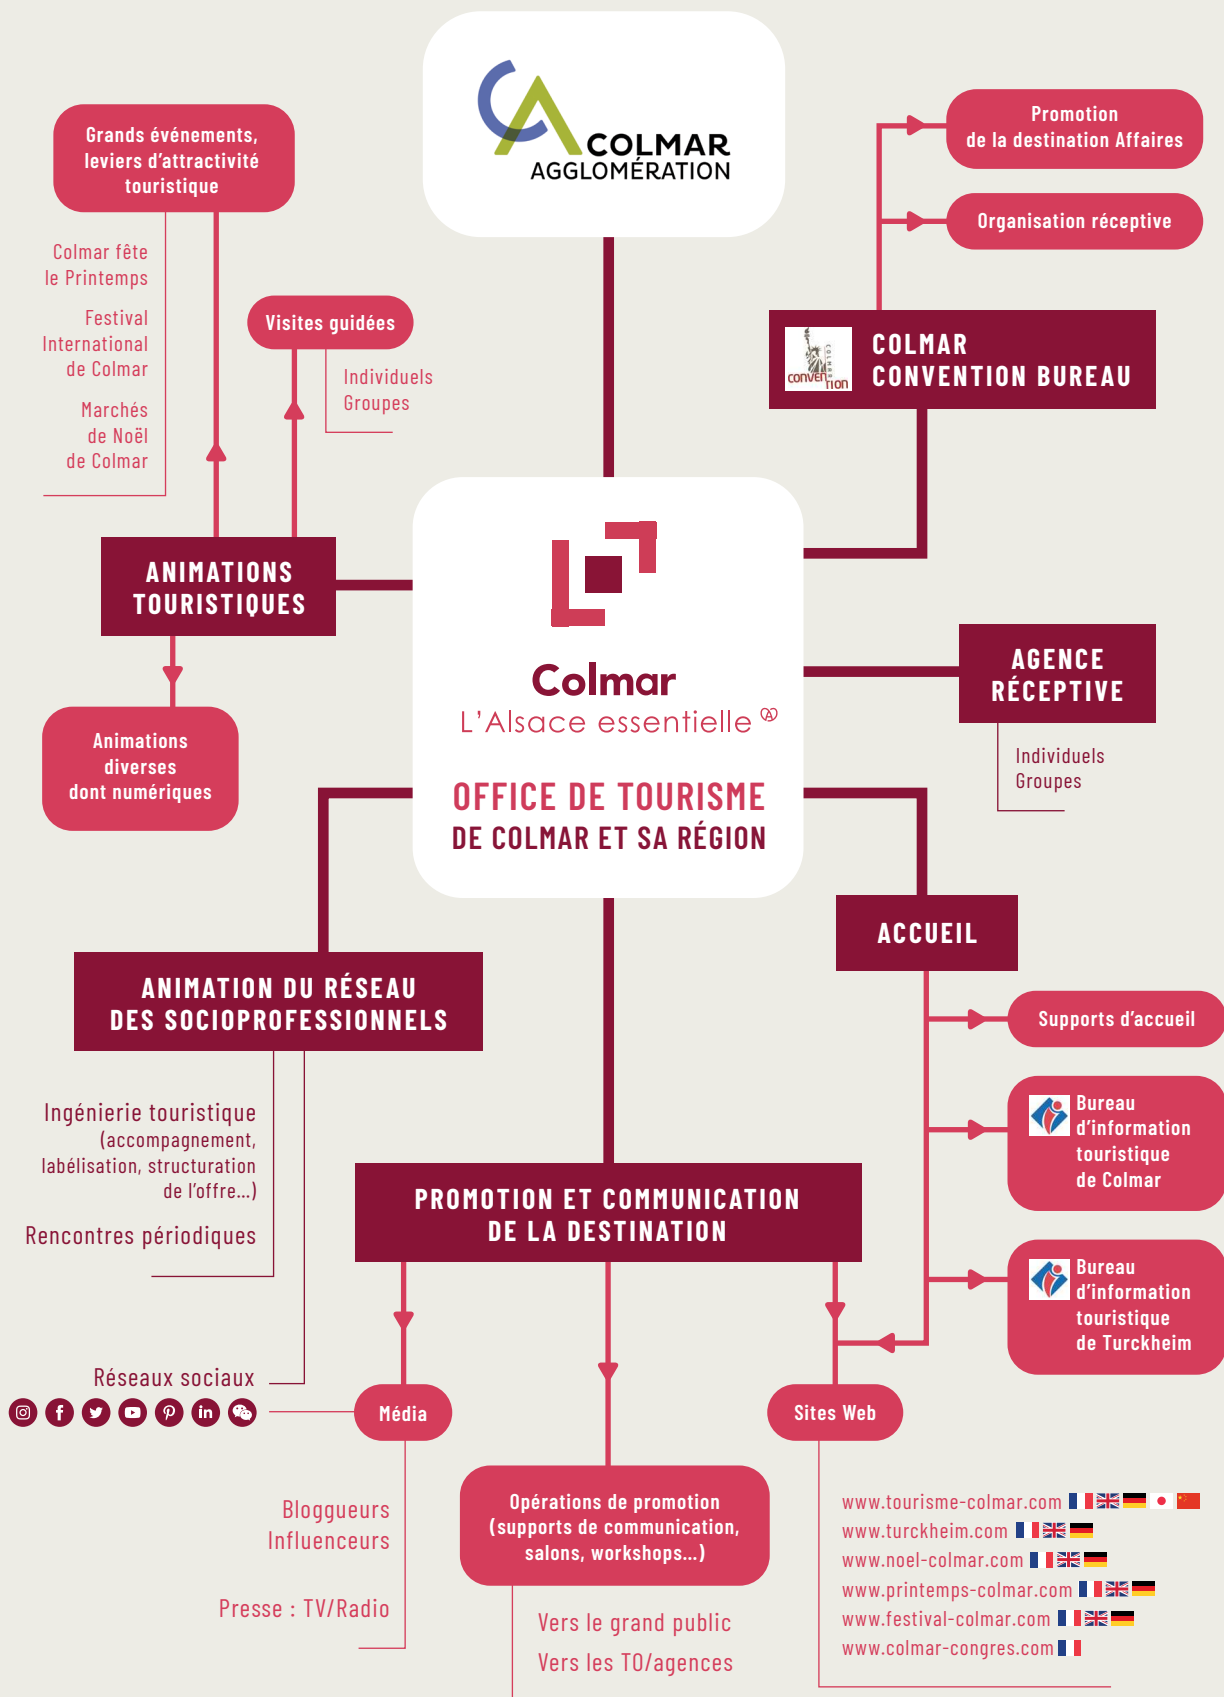 COLMAR
AGGLOMÉRATION
Grands événements,
leviers d'attractivité
touristique
Colmar fête
le Printemps
Festival
International
de Colmar
Marchés
de Noël
de Colmar
Visites guidées
Individuels
Groupes
Promotion
de la destination Affaires
Organisation réceptive
COLMAR
CONVENTION
COLMAR
CONVENTION BUREAU
ANIMATIONS
TOURISTIQUES
Animations
diverses
dont numériques
Colmar
L'Alsace essentielle
OFFICE DE TOURISME
DE COLMAR ET SA RÉGION
AGENCE
RÉCEPTIVE
Individuels
Groupes
ACCUEIL
Supports d'accueil
Bureau
d'information
touristique
de Colmar
Bureau
d'information
touristique
de Turckheim
ANIMATION DU RÉSEAU
DES SOCIOPROFESSIONNELS
Ingénierie touristique
(accompagnement,
labélisation, structuration
de l'offre...)
Rencontres périodiques
Réseaux sociaux
PROMOTION ET COMMUNICATION
DE LA DESTINATION
Média
Bloggueurs
Influenceurs
Presse : TV/Radio
Opérations de promotion
(supports de communication,
salons, workshops...)
Vers le grand public
Vers les TO/agences
Sites Web
www.tourisme-colmar.com
www.turckheim.com
www.noel-colmar.com
www.printemps-colmar.com
www.festival-colmar.com
www.colmar-congres.com